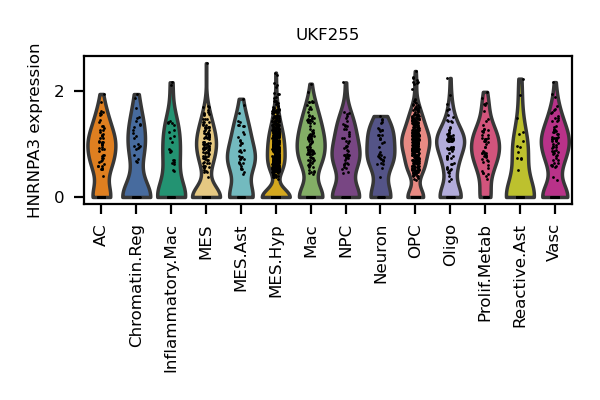 UKF255
HNRNPA3 expression
2
0
AC
Chromatin.Reg
Inflammatory.Mac
MES
MES.Ast
MES.Hyp
Mac
NPC
Neuron
OPC
Oligo
Prolif.Metab
Reactive.Ast
Vasc